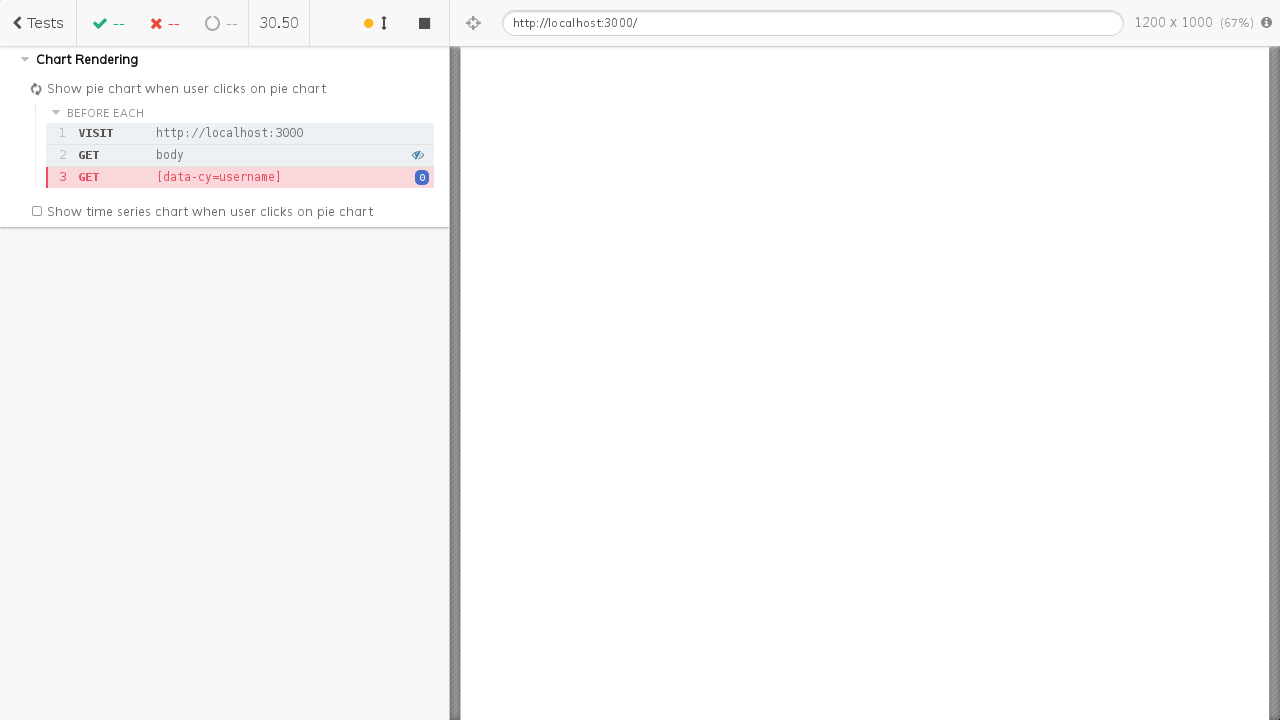 Tests -- -- -- 30.50 http://localhost:3000/ 1200 x 1000 (67%)
Chart Rendering
Show pie chart when user clicks on pie chart
BEFORE EACH
1 VISIT http://localhost:3000
2 GET body
3 GET [data-cy=username] 0
Show time series chart when user clicks on pie chart